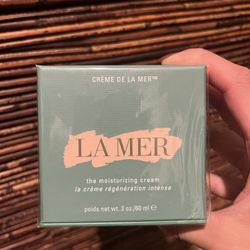 CRÈME DE LA MER™
LA MER
the moisturizing cream
la crème régénération intense
poids net wt. 2 oz./60 ml ℮